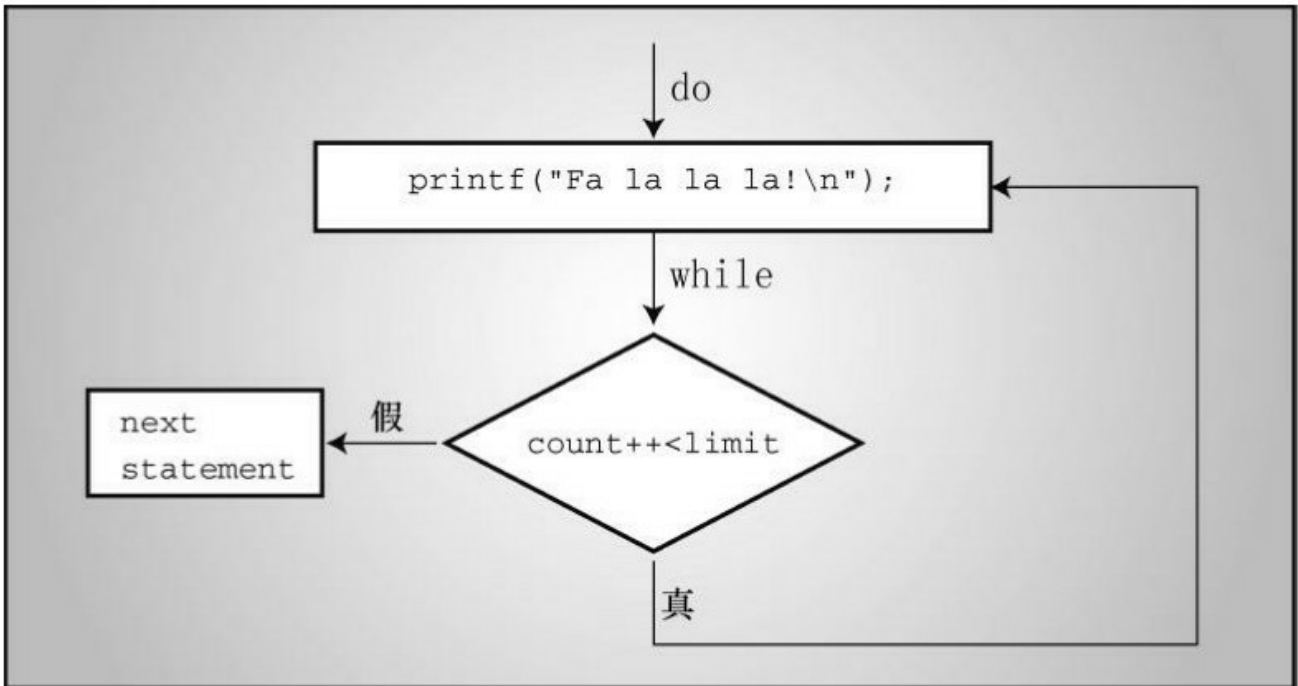 do
printf("Fa la la la!\n");
while
count++<limit
假
next
statement
真